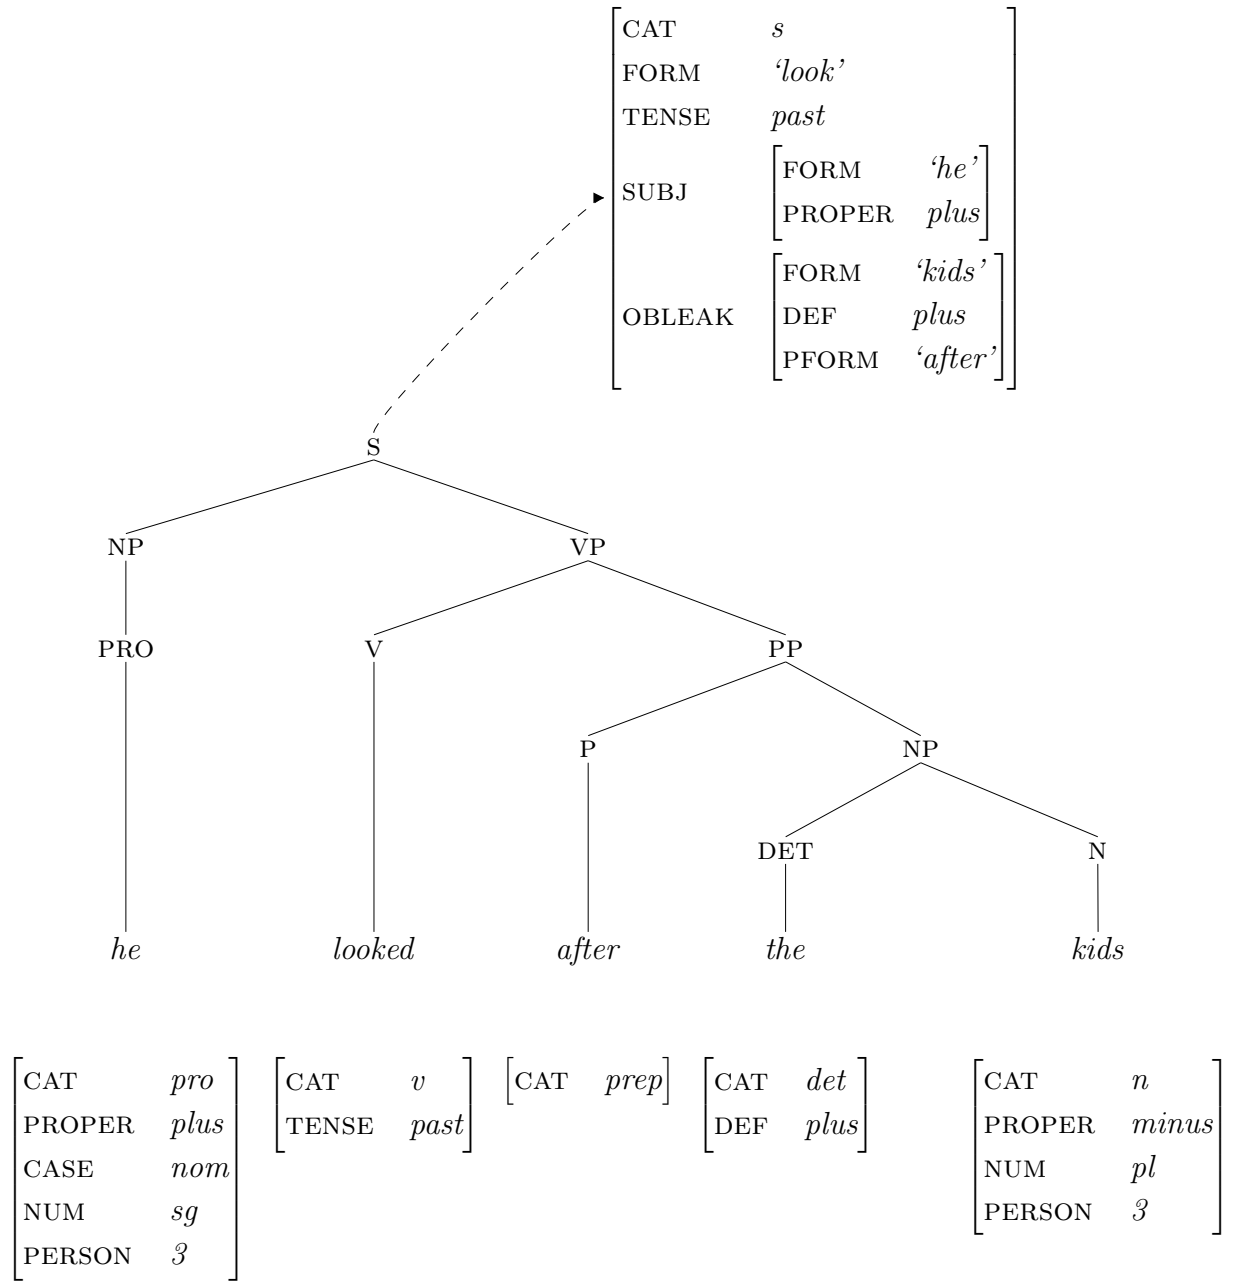 CAT s
FORM ‘look’
TENSE past
SUBJ
FORM ‘he’
PROPER plus
OBLEAK
FORM ‘kids’
DEF plus
PFORM ‘after’
S
NP VP
PRO V PP
P NP
DET N
he looked after the kids
CAT pro
PROPER plus
CASE nom
NUM sg
PERSON 3
CAT v
TENSE past
CAT prep
CAT det
DEF plus
CAT n
PROPER minus
NUM pl
PERSON 3